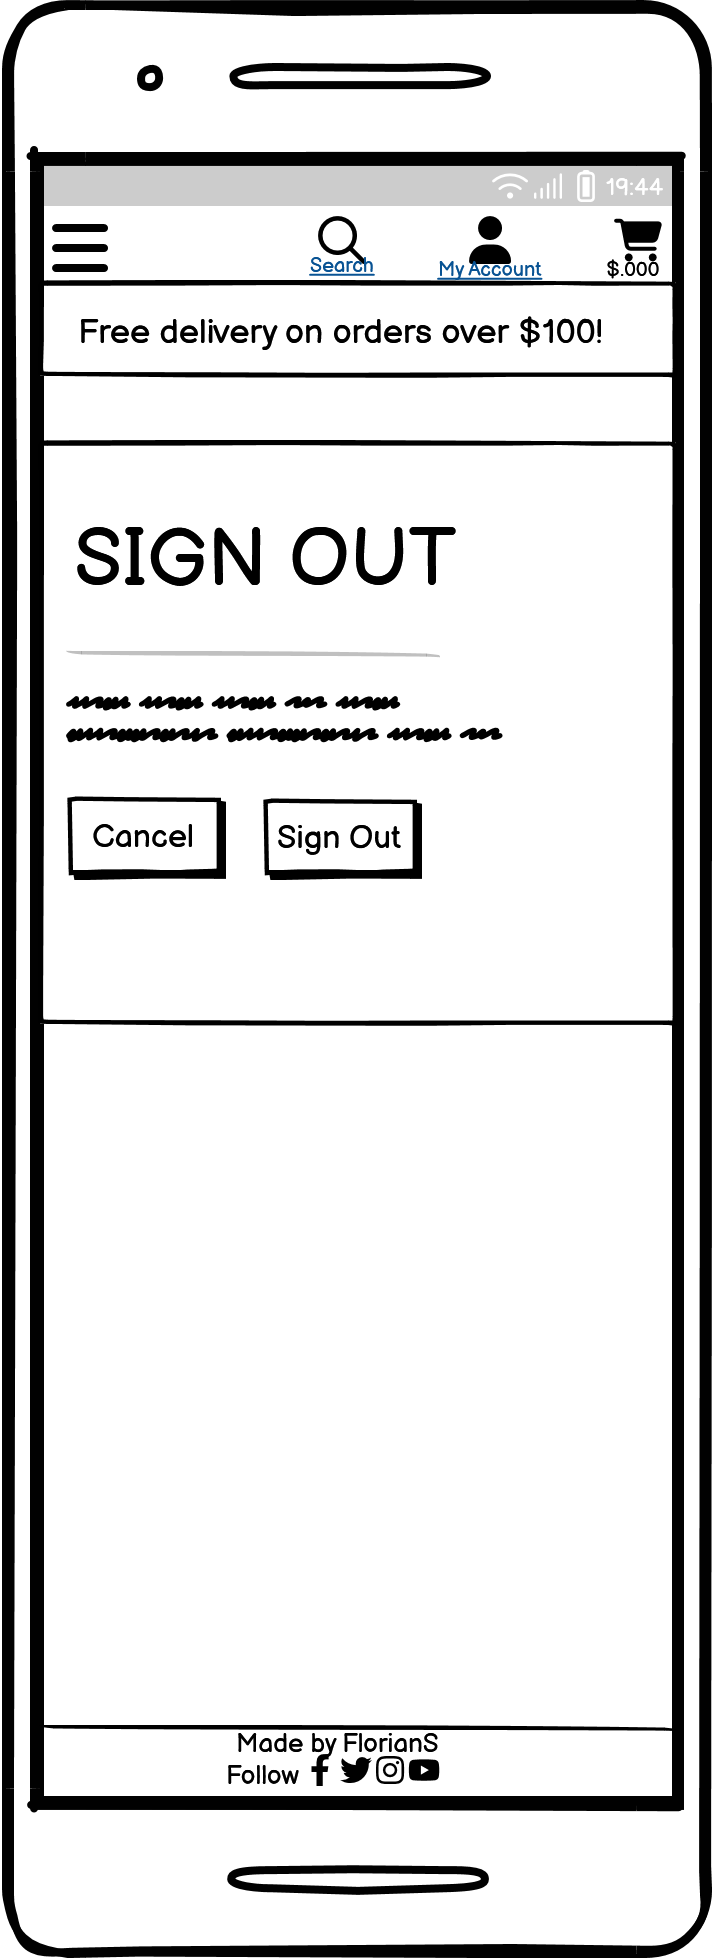 19:44
Search My Account $.000
Free delivery on orders over $100!
SIGN OUT
Cancel Sign Out
Made by FlorianS
Follow